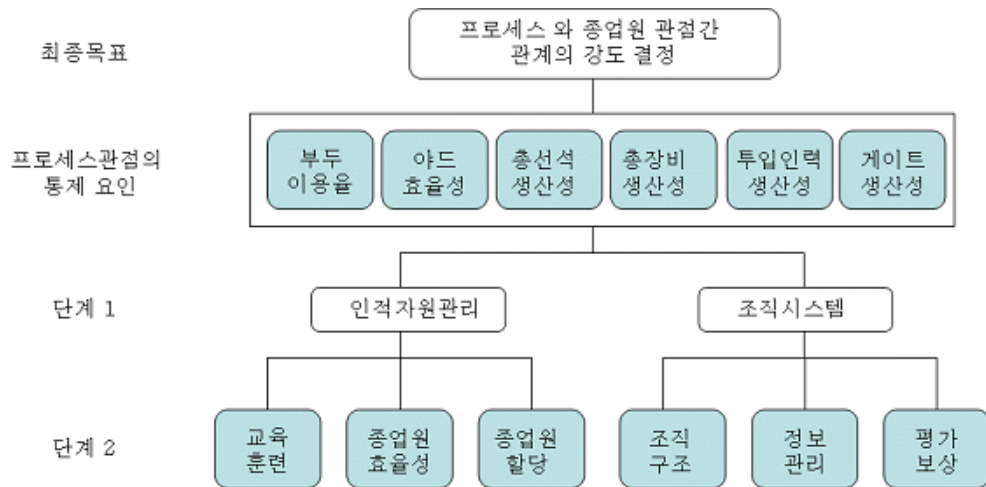 최종목표
프로세스 와 종업원 관점간
관계의 강도 결정
프로세스관점의
통제 요인
부두
이용율
야드
효율성
총선석
생산성
총장비
생산성
투입인력
생산성
게이트
생산성
단계 1
인적자원관리
조직시스템
단계 2
교육
훈련
종업원
효율성
종업원
할당
조직
구조
정보
관리
평가
보상